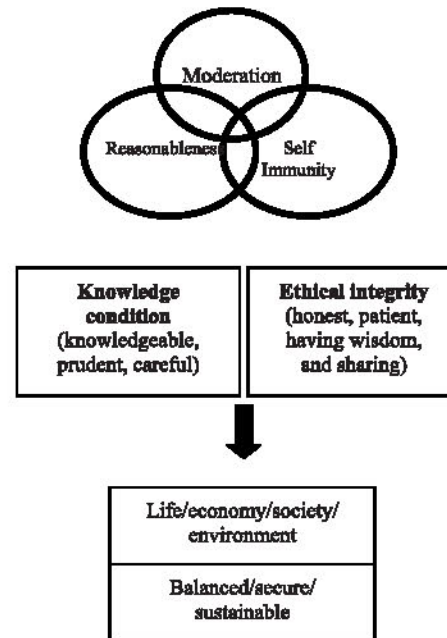 Moderation
Reasonablenes
Self
Immunity
Knowledge
condition
(knowledgeable,
prudent, careful)
Ethical integrity
(honest, patient,
having wisdom,
and sharing)
Life/economy/society/
environment
Balanced/secure/
sustainable